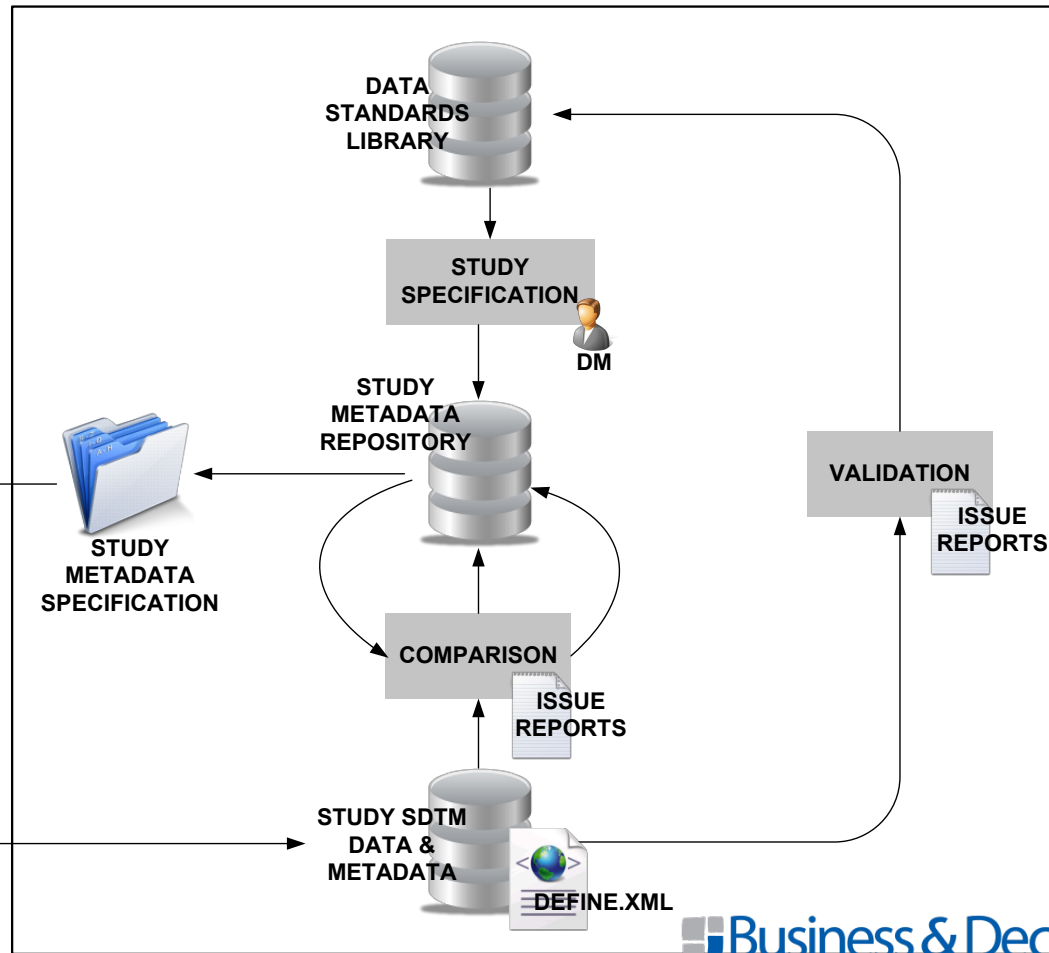 DATA
STANDARDS
LIBRARY
STUDY
SPECIFICATION
DM
STUDY
METADATA
REPOSITORY
VALIDATION
ISSUE
REPORTS
STUDY
METADATA
SPECIFICATION
COMPARISON
ISSUE
REPORTS
STUDY SDTM
DATA &
METADATA
DEFINE.XML
Business & Dec